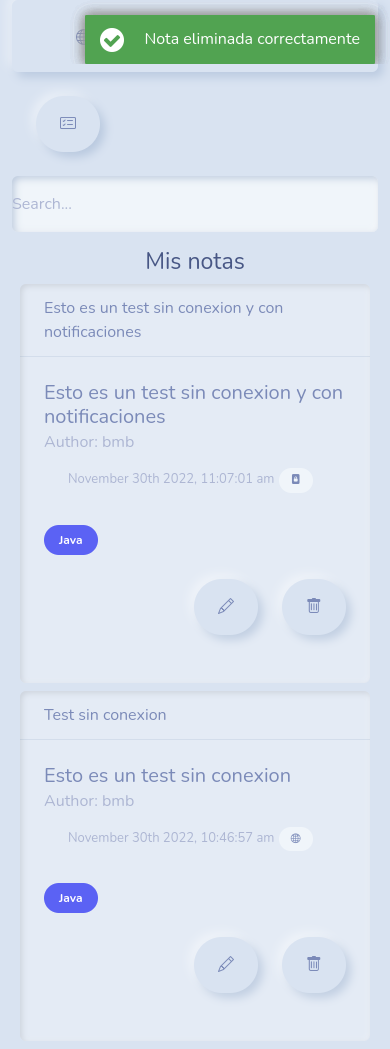 Nota eliminada correctamente
Search...
Mis notas
Esto es un test sin conexion y con
notificaciones
Esto es un test sin conexion y con
notificaciones
Author: bmb
November 30th 2022, 11:07:01 am
Java
Test sin conexion
Esto es un test sin conexion
Author: bmb
November 30th 2022, 10:46:57 am
Java